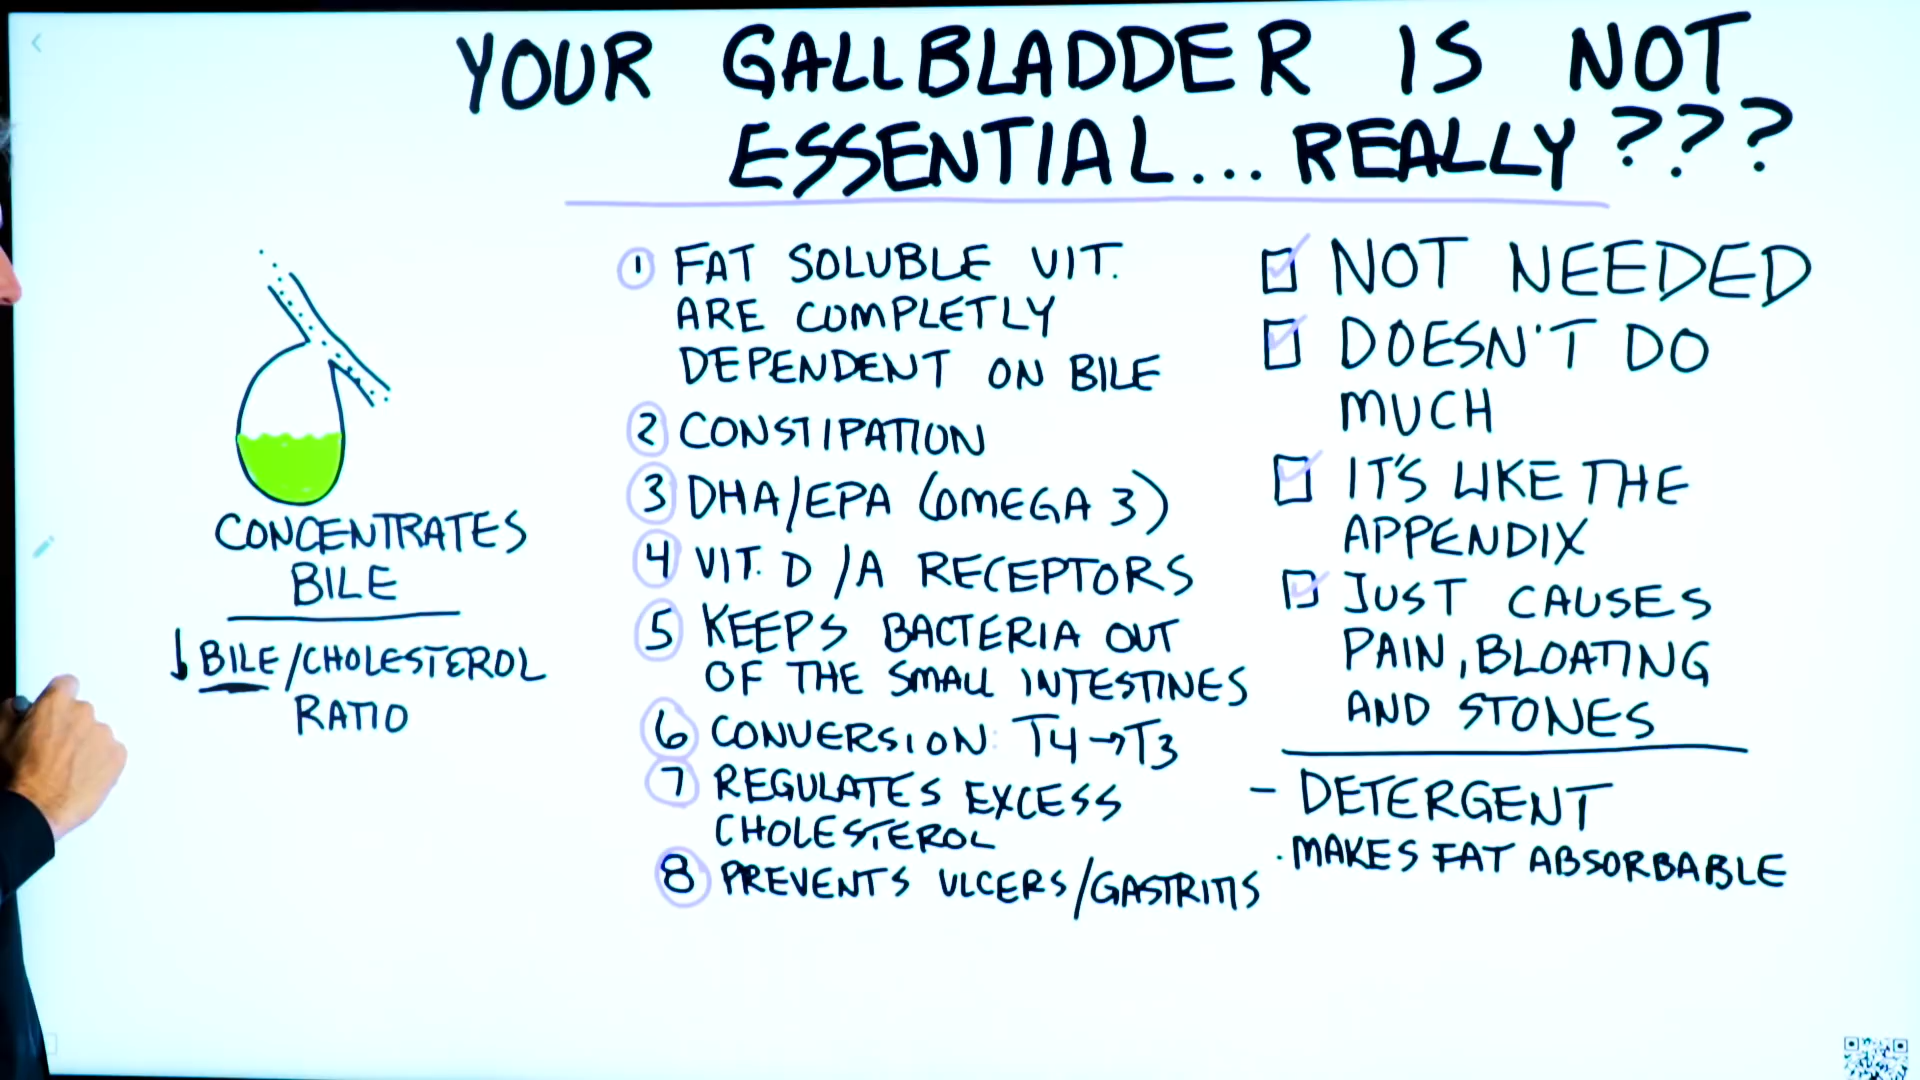 YOUR GALLBLADDER IS NOT
ESSENTIAL... REALLY???
CONCENTRATES
BILE
↓ BILE/CHOLESTEROL
RATIO
1 FAT SOLUBLE VIT.
ARE COMPLETLY
DEPENDENT ON BILE
2 CONSTIPATION
3 DHA/EPA (OMEGA 3)
4 VIT. D/A RECEPTORS
5 KEEPS BACTERIA OUT
OF THE SMALL INTESTINES
6 CONVERSION: T4→T3
7 REGULATES EXCESS
CHOLESTEROL
8 PREVENTS ULCERS/GASTRITIS
NOT NEEDED
DOESN'T DO
MUCH
IT'S LIKE THE
APPENDIX
JUST CAUSES
PAIN, BLOATING
AND STONES
- DETERGENT
· MAKES FAT ABSORBABLE